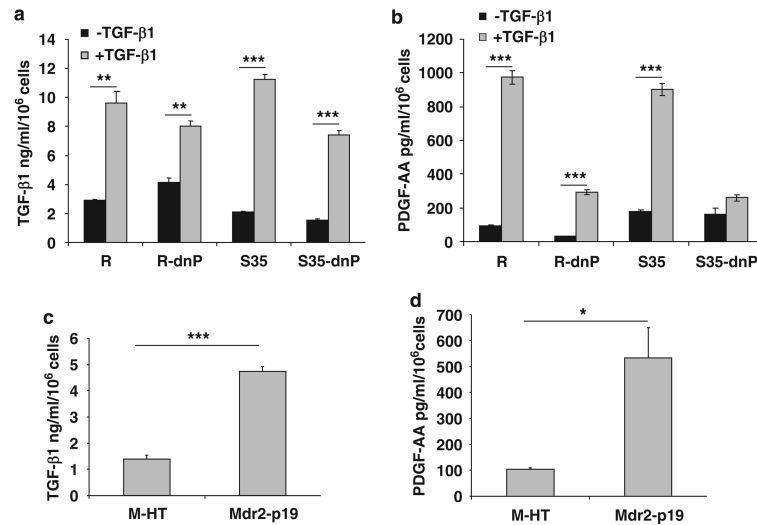 a
-TGF-β1
+TGF-β1
TGF-β1 ng/ml/10⁶ cells
14
12
10
8
6
4
2
0
**
**
***
***
R
R-dnP
S35
S35-dnP
b
-TGF-β1
+TGF-β1
PDGF-AA pg/ml/10⁶ cells
1200
1000
800
600
400
200
0
***
***
***
R
R-dnP
S35
S35-dnP
c
TGF-β1 ng/ml/10⁶ cells
6
5
4
3
2
1
0
***
M-HT
Mdr2-p19
d
PDGF-AA pg/ml/10⁶cells
700
600
500
400
300
200
100
0
*
M-HT
Mdr2-p19